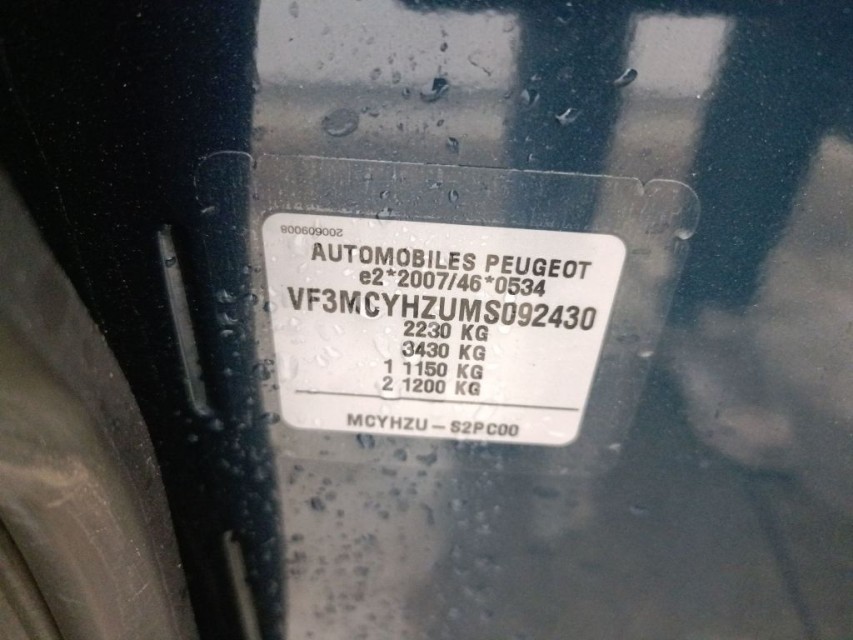 200609008
AUTOMOBILES PEUGEOT
e2*2007/46*0534
VF3MCYHZUMS092430
2230 KG
3430 KG
1 1150 KG
2 1200 KG
MCYHZU - S2PC00